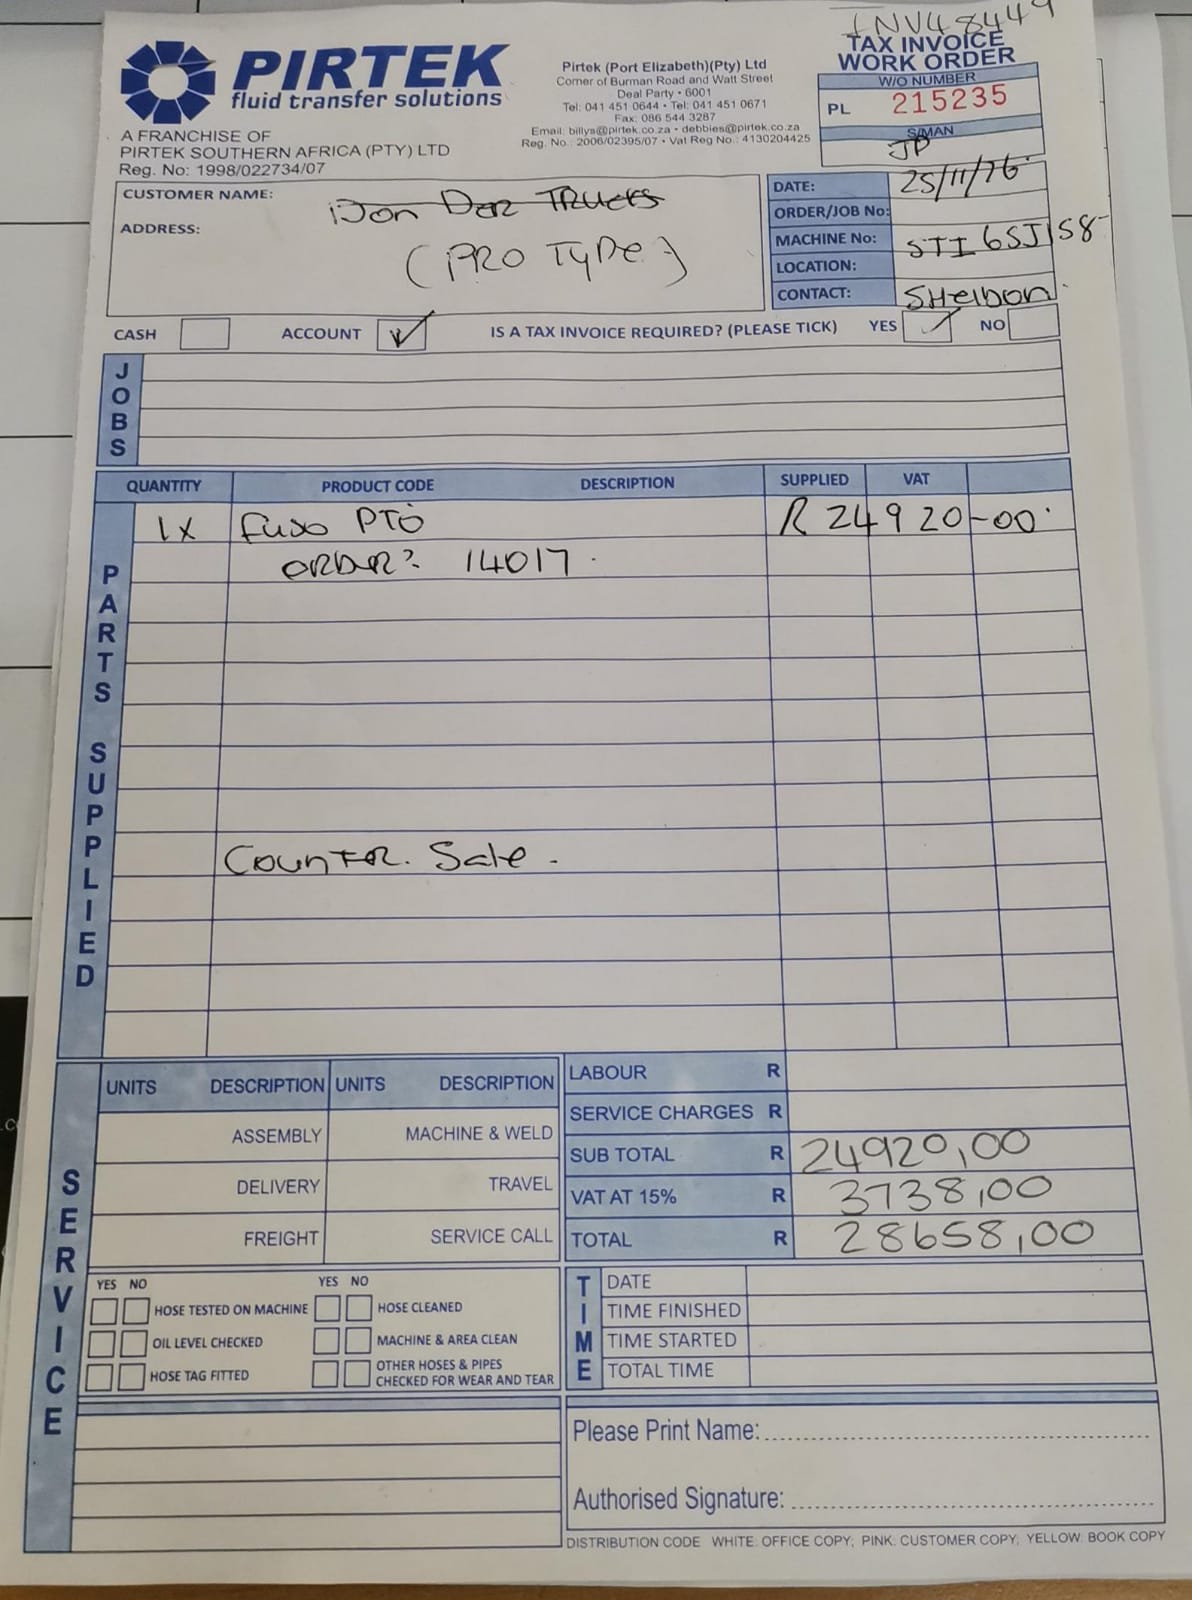 INV48449
TAX INVOICE
WORK ORDER
W/O NUMBER
PL 215235
S/MAN
JP
PIRTEK
fluid transfer solutions
A FRANCHISE OF
PIRTEK SOUTHERN AFRICA (PTY) LTD
Reg. No: 1998/022734/07
Pirtek (Port Elizabeth)(Pty) Ltd
Corner of Burman Road and Watt Street
Deal Party • 6001
Tel: 041 451 0644 • Tel: 041 451 0671
Fax: 086 544 3287
Email: billys@pirtek.co.za • debbies@pirtek.co.za
Reg. No.: 2006/02395/07 • Vat Reg No.: 4130204425
CUSTOMER NAME: Trucks
ADDRESS: (PRO TYPE)
DATE: 25/11/
ORDER/JOB No:
MACHINE No: STI 6SJ158-
LOCATION:
CONTACT: Sheldon
CASH ACCOUNT ✓ IS A TAX INVOICE REQUIRED? (PLEASE TICK) YES ✓ NO
JOBS
QUANTITY PRODUCT CODE DESCRIPTION SUPPLIED VAT
PARTS SUPPLIED
1X Fuso PTO R 24920-00
ORDER: 14017.
Counter. Sale.
SERVICE
UNITS DESCRIPTION UNITS DESCRIPTION
ASSEMBLY MACHINE & WELD
DELIVERY TRAVEL
FREIGHT SERVICE CALL
LABOUR R
SERVICE CHARGES R
SUB TOTAL R 24920,00
VAT AT 15% R 3738,00
TOTAL R 28658,00
YES NO YES NO
HOSE TESTED ON MACHINE HOSE CLEANED
OIL LEVEL CHECKED MACHINE & AREA CLEAN
HOSE TAG FITTED OTHER HOSES & PIPES
CHECKED FOR WEAR AND TEAR
TIME
DATE
TIME FINISHED
TIME STARTED
TOTAL TIME
Please Print Name:
Authorised Signature:
DISTRIBUTION CODE WHITE: OFFICE COPY; PINK: CUSTOMER COPY; YELLOW: BOOK COPY